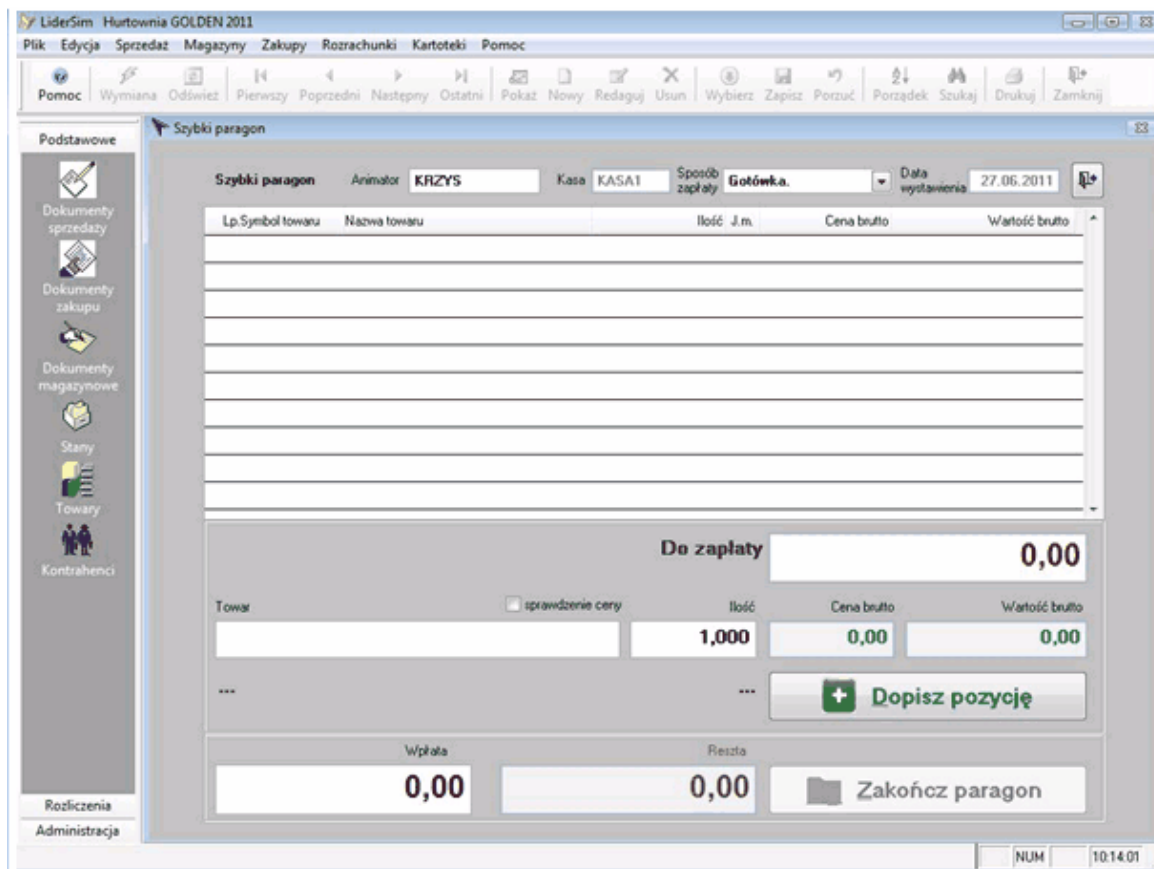 LiderSim Hurtownia GOLDEN 2011
Plik Edycja Sprzedaż Magazyny Zakupy Rozrachunki Kartoteki Pomoc
Pomoc Wymiana Odśwież Pierwszy Poprzedni Następny Ostatni Pokaż Nowy Redaguj Usun Wybierz Zapisz Porzuć Porządek Szukaj Drukuj Zamknij
Podstawowe
Dokumenty
sprzedaży
Dokumenty
zakupu
Dokumenty
magazynowe
Stany
Towary
Kontrahenci
Rozliczenia
Administracja
Szybki paragon
Szybki paragon Animator KRZYS Kasa KASA1 Sposób zapłaty Gotówka. Data wystawienia 27.06.2011
Lp. Symbol towaru Nazwa towaru Ilość J.m. Cena brutto Wartość brutto
Do zapłaty 0,00
Towar sprawdzenie ceny Ilość Cena brutto Wartość brutto
1,000 0,00 0,00
--- --- Dopisz pozycję
Wpłata Reszta
0,00 0,00 Zakończ paragon
NUM 10:14:01